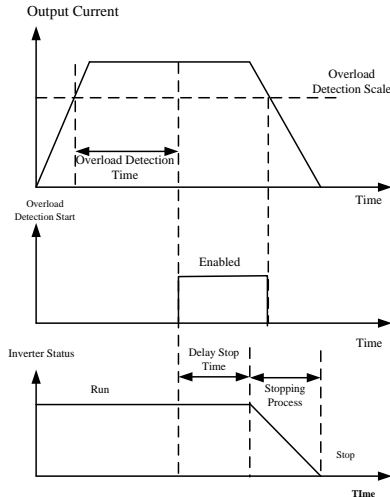 Output Current
Overload
Detection Scale
Overload Detection
Time
Time
Overload
Detection Start
Enabled
Time
Inverter Status
Delay Stop
Time
Run
Stopping
Process
Stop
TIme